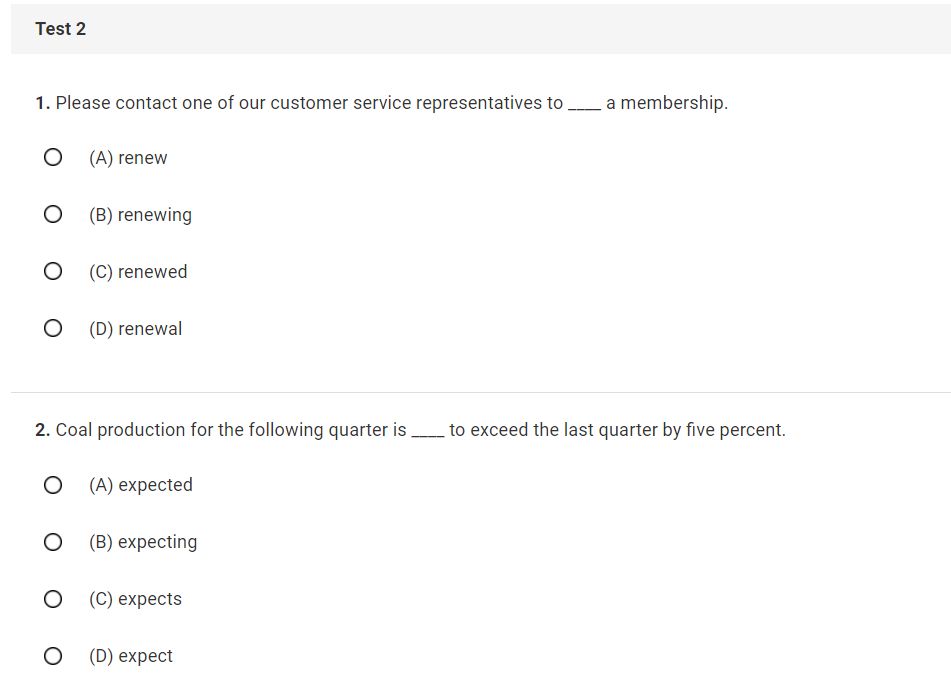 Test 2
1. Please contact one of our customer service representatives to ____ a membership.
(A) renew
(B) renewing
(C) renewed
(D) renewal
2. Coal production for the following quarter is ____ to exceed the last quarter by five percent.
(A) expected
(B) expecting
(C) expects
(D) expect